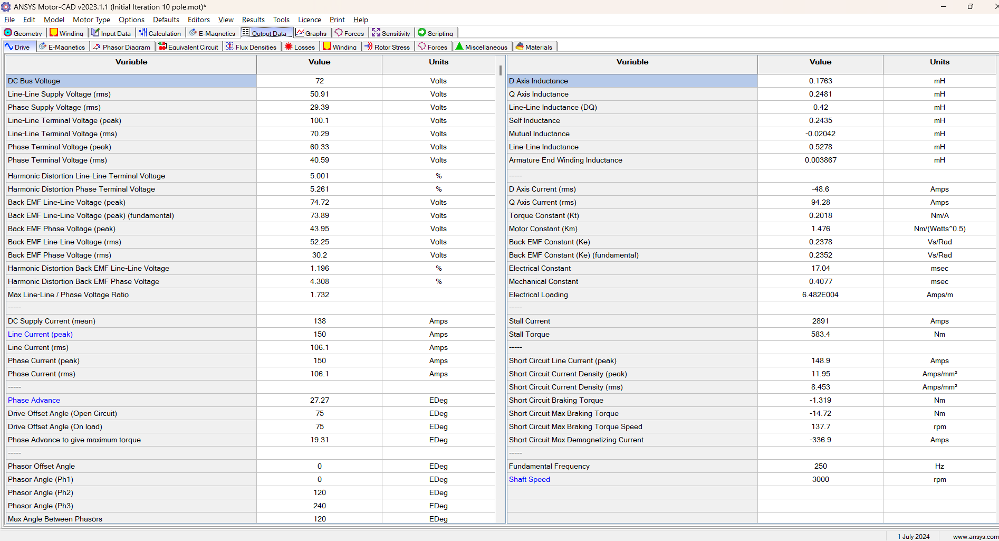 ANSYS Motor-CAD v2023.1.1 (Initial Iteration 10 pole.mot)*
File Edit Model Motor Type Options Defaults Editors View Results Tools Licence Print Help
Geometry Winding Input Data Calculation E-Magnetics Output Data Graphs Forces Sensitivity Scripting
Drive E-Magnetics Phasor Diagram Equivalent Circuit Flux Densities Losses Winding Rotor Stress Forces Miscellaneous Materials
Variable Value Units
DC Bus Voltage 72 Volts
Line-Line Supply Voltage (rms) 50.91 Volts
Phase Supply Voltage (rms) 29.39 Volts
Line-Line Terminal Voltage (peak) 100.1 Volts
Line-Line Terminal Voltage (rms) 70.29 Volts
Phase Terminal Voltage (peak) 60.33 Volts
Phase Terminal Voltage (rms) 40.59 Volts
Harmonic Distortion Line-Line Terminal Voltage 5.001 %
Harmonic Distortion Phase Terminal Voltage 5.261 %
Back EMF Line-Line Voltage (peak) 74.72 Volts
Back EMF Line-Line Voltage (peak) (fundamental) 73.89 Volts
Back EMF Phase Voltage (peak) 43.95 Volts
Back EMF Line-Line Voltage (rms) 52.25 Volts
Back EMF Phase Voltage (rms) 30.2 Volts
Harmonic Distortion Back EMF Line-Line Voltage 1.196 %
Harmonic Distortion Back EMF Phase Voltage 4.308 %
Max Line-Line / Phase Voltage Ratio 1.732
-----
DC Supply Current (mean) 138 Amps
Line Current (peak) 150 Amps
Line Current (rms) 106.1 Amps
Phase Current (peak) 150 Amps
Phase Current (rms) 106.1 Amps
-----
Phase Advance 27.27 EDeg
Drive Offset Angle (Open Circuit) 75 EDeg
Drive Offset Angle (On load) 75 EDeg
Phase Advance to give maximum torque 19.31 EDeg
-----
Phasor Offset Angle 0 EDeg
Phasor Angle (Ph1) 0 EDeg
Phasor Angle (Ph2) 120 EDeg
Phasor Angle (Ph3) 240 EDeg
Max Angle Between Phasors 120 EDeg
Variable Value Units
D Axis Inductance 0.1763 mH
Q Axis Inductance 0.2481 mH
Line-Line Inductance (DQ) 0.42 mH
Self Inductance 0.2435 mH
Mutual Inductance -0.02042 mH
Line-Line Inductance 0.5278 mH
Armature End Winding Inductance 0.003867 mH
-----
D Axis Current (rms) -48.6 Amps
Q Axis Current (rms) 94.28 Amps
Torque Constant (Kt) 0.2018 Nm/A
Motor Constant (Km) 1.476 Nm/(Watts^0.5)
Back EMF Constant (Ke) 0.2378 Vs/Rad
Back EMF Constant (Ke) (fundamental) 0.2352 Vs/Rad
Electrical Constant 17.04 msec
Mechanical Constant 0.4077 msec
Electrical Loading 6.482E004 Amps/m
-----
Stall Current 2891 Amps
Stall Torque 583.4 Nm
-----
Short Circuit Line Current (peak) 148.9 Amps
Short Circuit Current Density (peak) 11.95 Amps/mm²
Short Circuit Current Density (rms) 8.453 Amps/mm²
Short Circuit Braking Torque -1.319 Nm
Short Circuit Max Braking Torque -14.72 Nm
Short Circuit Max Braking Torque Speed 137.7 rpm
Short Circuit Max Demagnetizing Current -336.9 Amps
-----
Fundamental Frequency 250 Hz
Shaft Speed 3000 rpm
1 July 2024 www.ansys.com